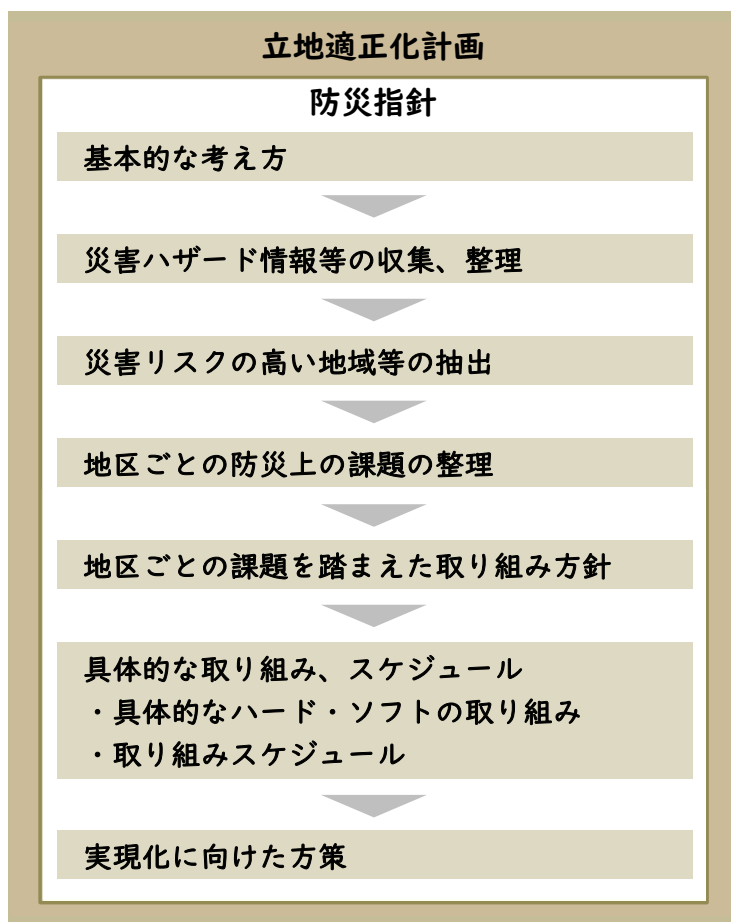 立地適正化計画
防災指針
基本的な考え方
災害ハザード情報等の収集、整理
災害リスクの高い地域等の抽出
地区ごとの防災上の課題の整理
地区ごとの課題を踏まえた取り組み方針
具体的な取り組み、スケジュール
・具体的なハード・ソフトの取り組み
・取り組みスケジュール
実現化に向けた方策